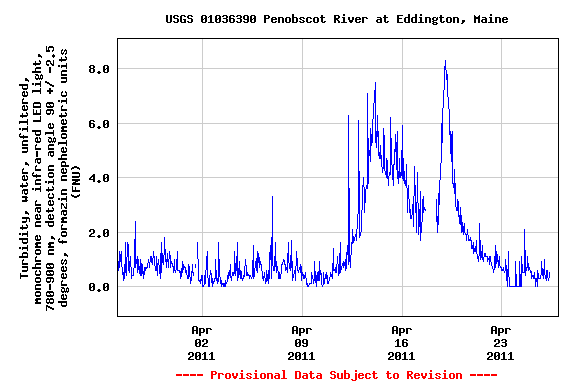 USGS 01036390 Penobscot River at Eddington, Maine
Turbidity, water, unfiltered,
monochrome near infra-red LED light,
780-900 nm, detection angle 90 +/ -2.5
degrees, formazin nephelometric units
(FNU)
8.0
6.0
4.0
2.0
0.0
Apr Apr Apr Apr
02 09 16 23
2011 2011 2011 2011
---- Provisional Data Subject to Revision ----